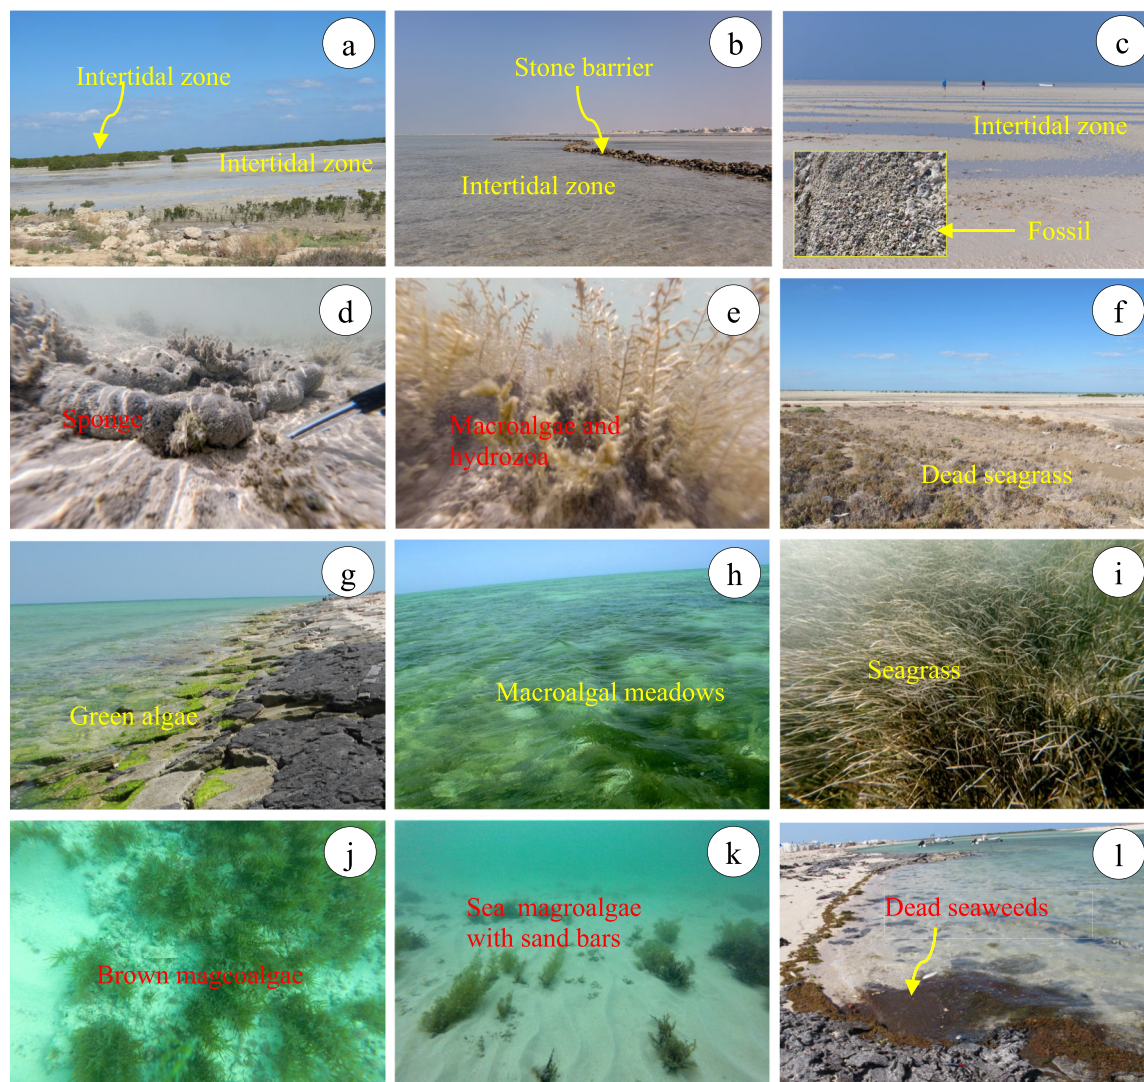 a
Intertidal zone
Intertidal zone
b
Stone barrier
Intertidal zone
c
Intertidal zone
Fossil
d
Sponge
e
Macroalgae and
hydrozoa
f
Dead seagrass
g
Green algae
h
Macroalgal meadows
i
Seagrass
j
Brown magcoalgae
k
Sea magroalgae
with sand bars
l
Dead seaweeds